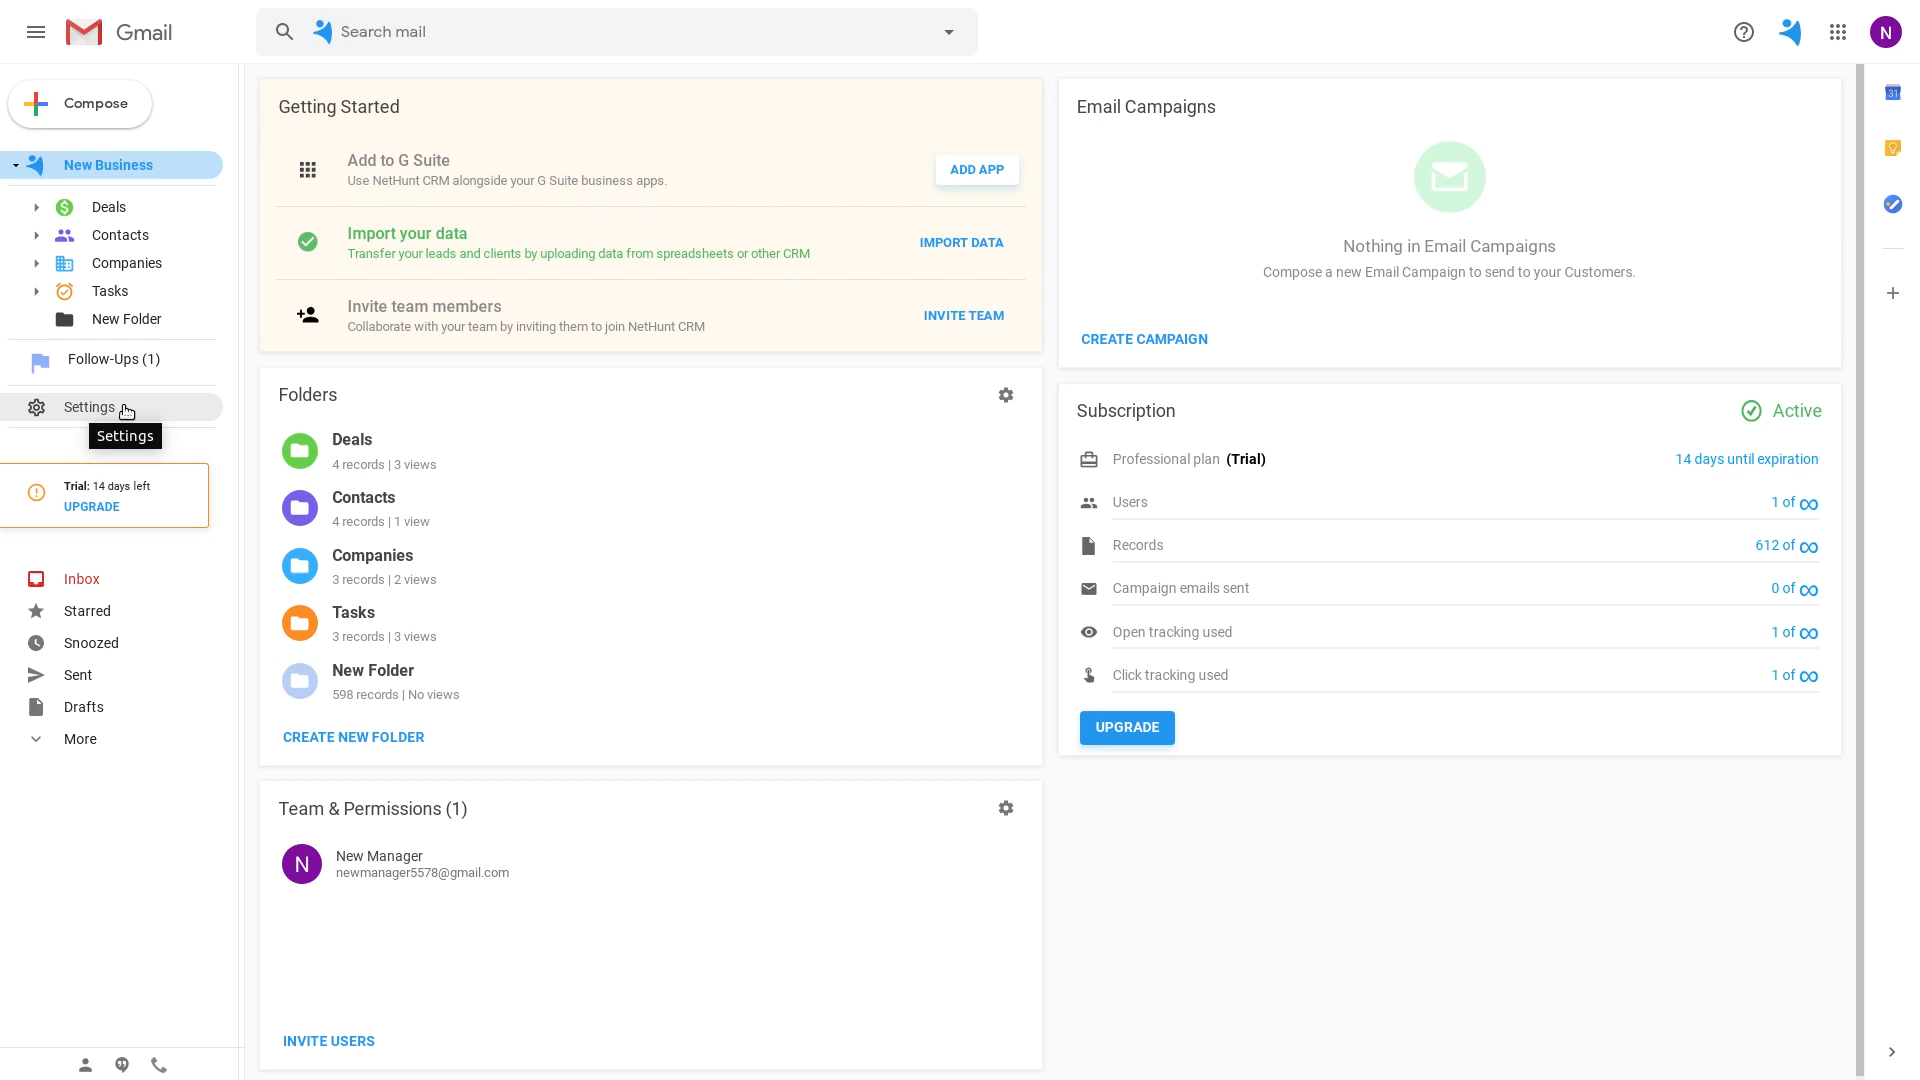 Gmail
Search mail
N
Compose
New Business
Deals
Contacts
Companies
Tasks
New Folder
Follow-Ups (1)
Settings
Settings
Trial: 14 days left
UPGRADE
Inbox
Starred
Snoozed
Sent
Drafts
More
Getting Started
Add to G Suite
Use NetHunt CRM alongside your G Suite business apps.
ADD APP
Import your data
Transfer your leads and clients by uploading data from spreadsheets or other CRM
IMPORT DATA
Invite team members
Collaborate with your team by inviting them to join NetHunt CRM
INVITE TEAM
Folders
Deals
4 records | 3 views
Contacts
4 records | 1 view
Companies
3 records | 2 views
Tasks
3 records | 3 views
New Folder
598 records | No views
CREATE NEW FOLDER
Team & Permissions (1)
N
New Manager
newmanager5578@gmail.com
INVITE USERS
Email Campaigns
Nothing in Email Campaigns
Compose a new Email Campaign to send to your Customers.
CREATE CAMPAIGN
Subscription
Active
Professional plan (Trial)
14 days until expiration
Users
1 of ∞
Records
612 of ∞
Campaign emails sent
0 of ∞
Open tracking used
1 of ∞
Click tracking used
1 of ∞
UPGRADE
31